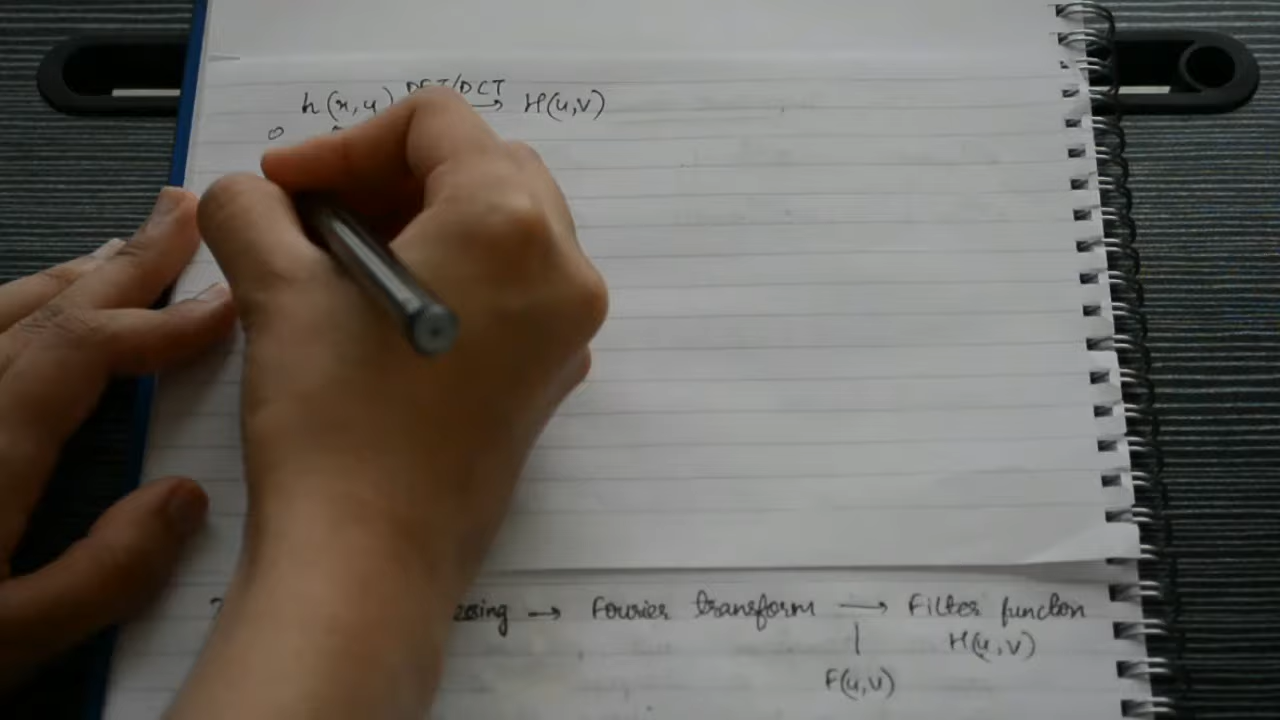 DFT/DCT
h(x,y) → H(u,v)
→ Fourier transform → Filter function
H(u,v)
F(u,v)